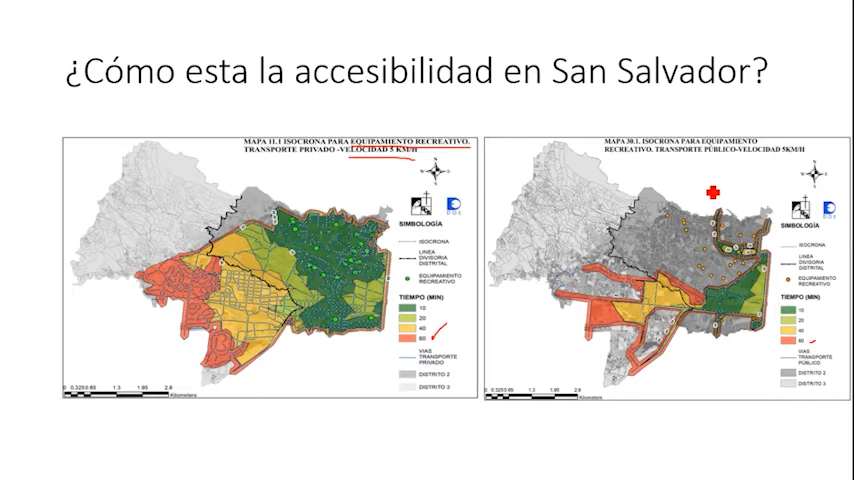 ¿Cómo esta la accesibilidad en San Salvador?
MAPA 11.1 ISOCRONA PARA EQUIPAMIENTO RECREATIVO.
TRANSPORTE PRIVADO -VELOCIDAD 5 KM/H
N
W
E
S
DGE
SIMBOLOGÍA
ISOCRONA
LINEA
DIVISORIA
DISTRITAL
EQUIPAMIENTO
RECREATIVO
TIEMPO (MIN)
10
20
40
60
VIAS
TRANSPORTE
PRIVADO
DISTRITO 2
DISTRITO 3
0 0.325 0.65 1.3 1.95 2.6
Kilometers
MAPA 30.1. ISOCRONA PARA EQUIPAMIENTO
RECREATIVO. TRANSPORTE PÚBLICO-VELOCIDAD 5KM/H
N
W
E
S
DGE
SIMBOLOGÍA
ISOCRONA
LINEA
DIVISORIA
DISTRITAL
EQUIPAMIENTO
RECREATIVO
TIEMPO (MIN)
10
20
40
60
VIAS
TRANSPORTE
PÚBLICO
DISTRITO 2
DISTRITO 3
0 0.325 0.65 1.3 1.95 2.6
Kilometers